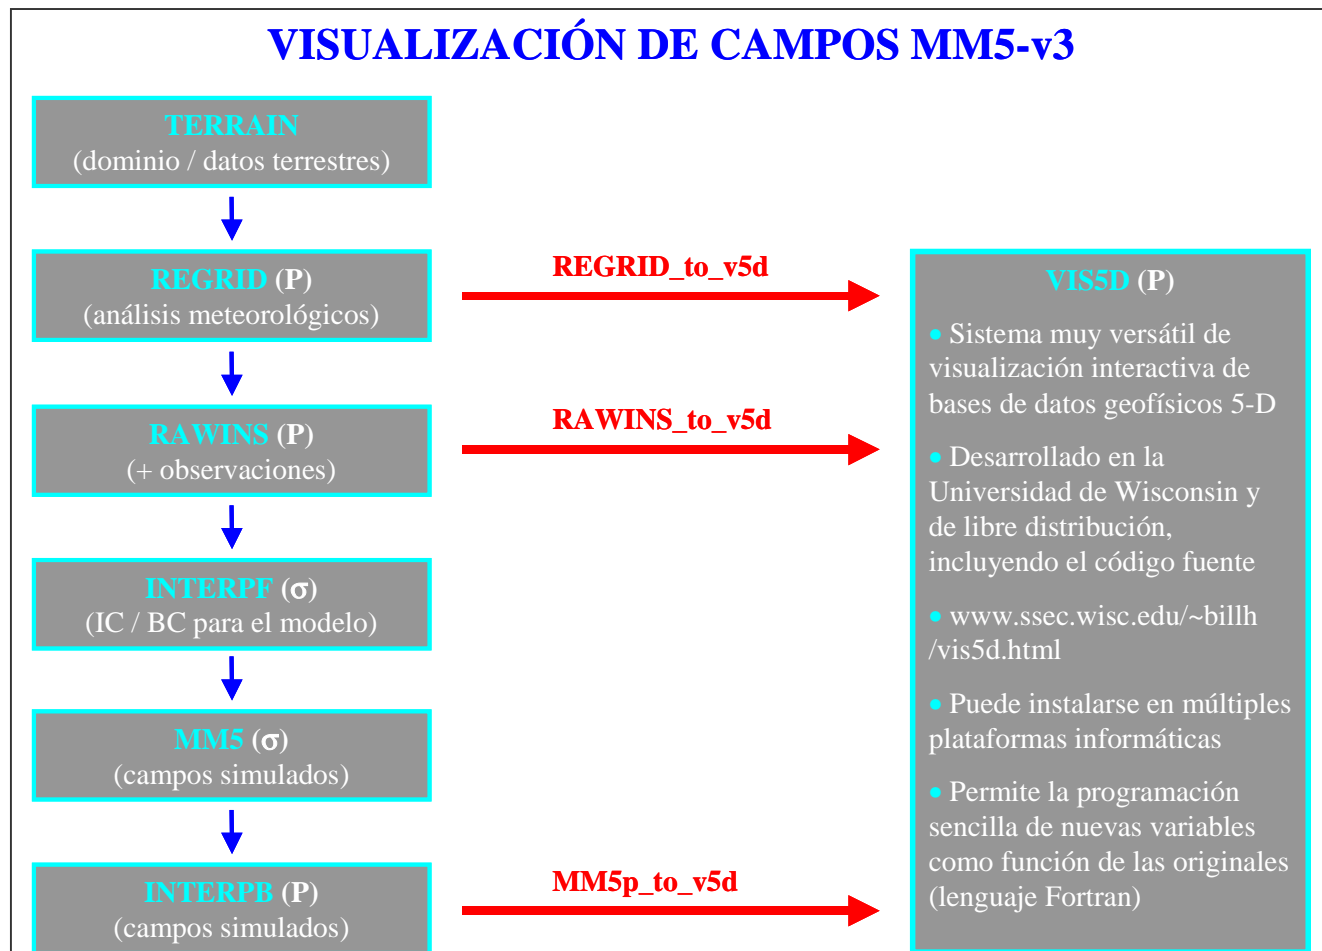 VISUALIZACIÓN DE CAMPOS MM5-v3
TERRAIN
(dominio / datos terrestres)
REGRID (P)
(análisis meteorológicos)
RAWINS (P)
(+ observaciones)
INTERPF (σ)
(IC / BC para el modelo)
MM5 (σ)
(campos simulados)
INTERPB (P)
(campos simulados)
REGRID_to_v5d
RAWINS_to_v5d
MM5p_to_v5d
VIS5D (P)
• Sistema muy versátil de
visualización interactiva de
bases de datos geofísicos 5-D
• Desarrollado en la
Universidad de Wisconsin y
de libre distribución,
incluyendo el código fuente
• www.ssec.wisc.edu/~billh
/vis5d.html
• Puede instalarse en múltiples
plataformas informáticas
• Permite la programación
sencilla de nuevas variables
como función de las originales
(lenguaje Fortran)